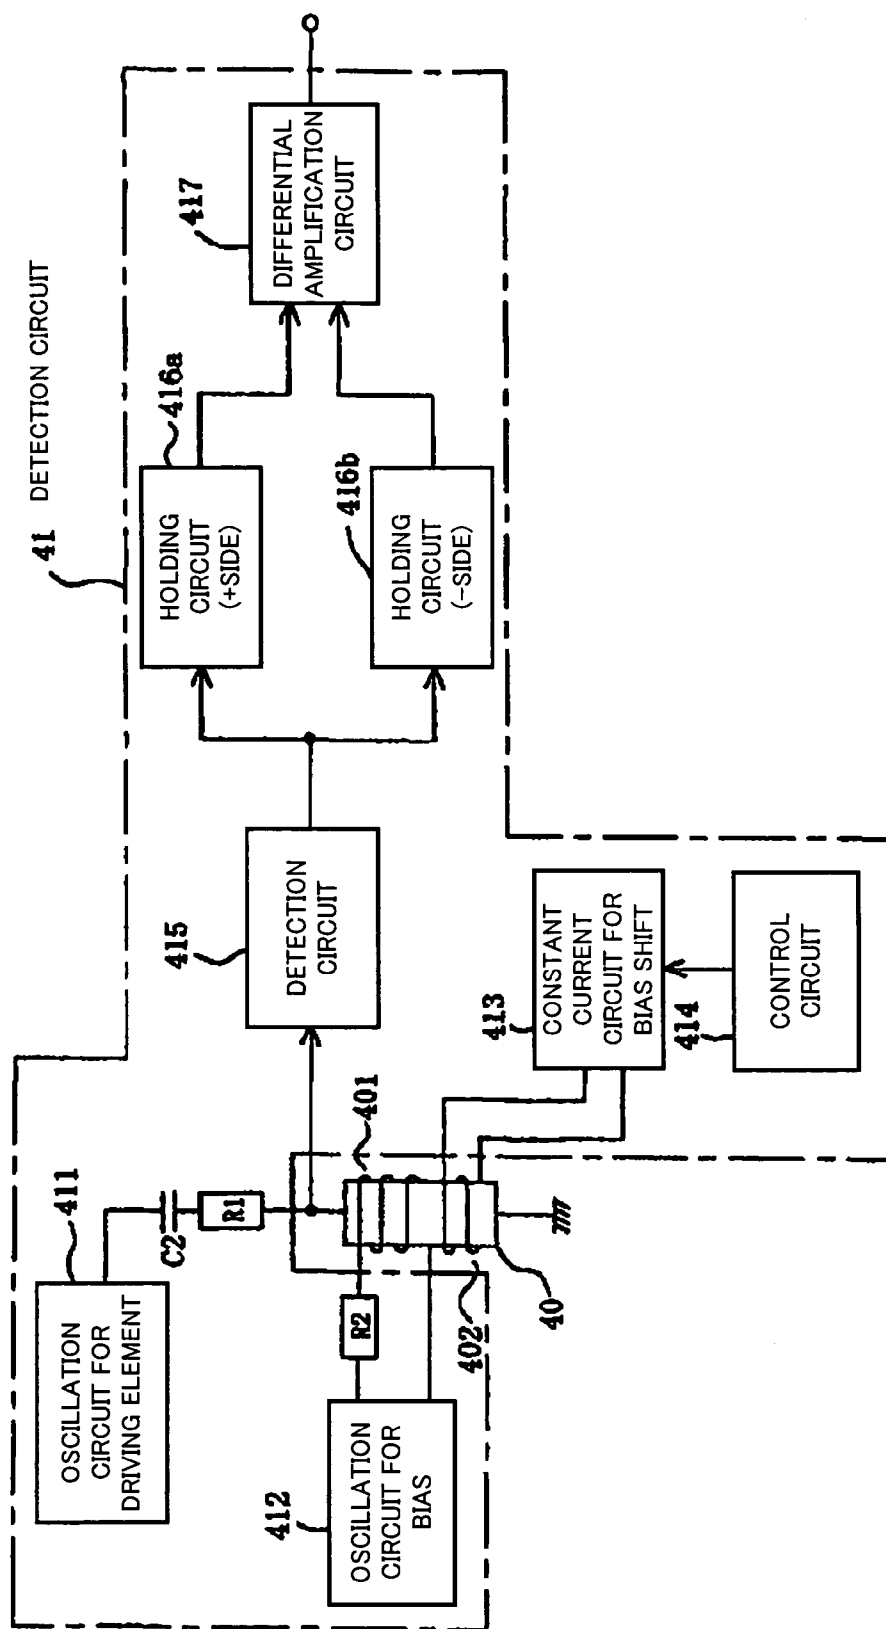 41 DETECTION CIRCUIT
411
OSCILLATION
CIRCUIT FOR
DRIVING ELEMENT
C2
R1
412
OSCILLATION
CIRCUIT FOR
BIAS
R2
401
402
40
413
CONSTANT
CURRENT
CIRCUIT FOR
BIAS SHIFT
414
CONTROL
CIRCUIT
415
DETECTION
CIRCUIT
416a
HOLDING
CIRCUIT
(+SIDE)
416b
HOLDING
CIRCUIT
(−SIDE)
417
DIFFERENTIAL
AMPLIFICATION
CIRCUIT